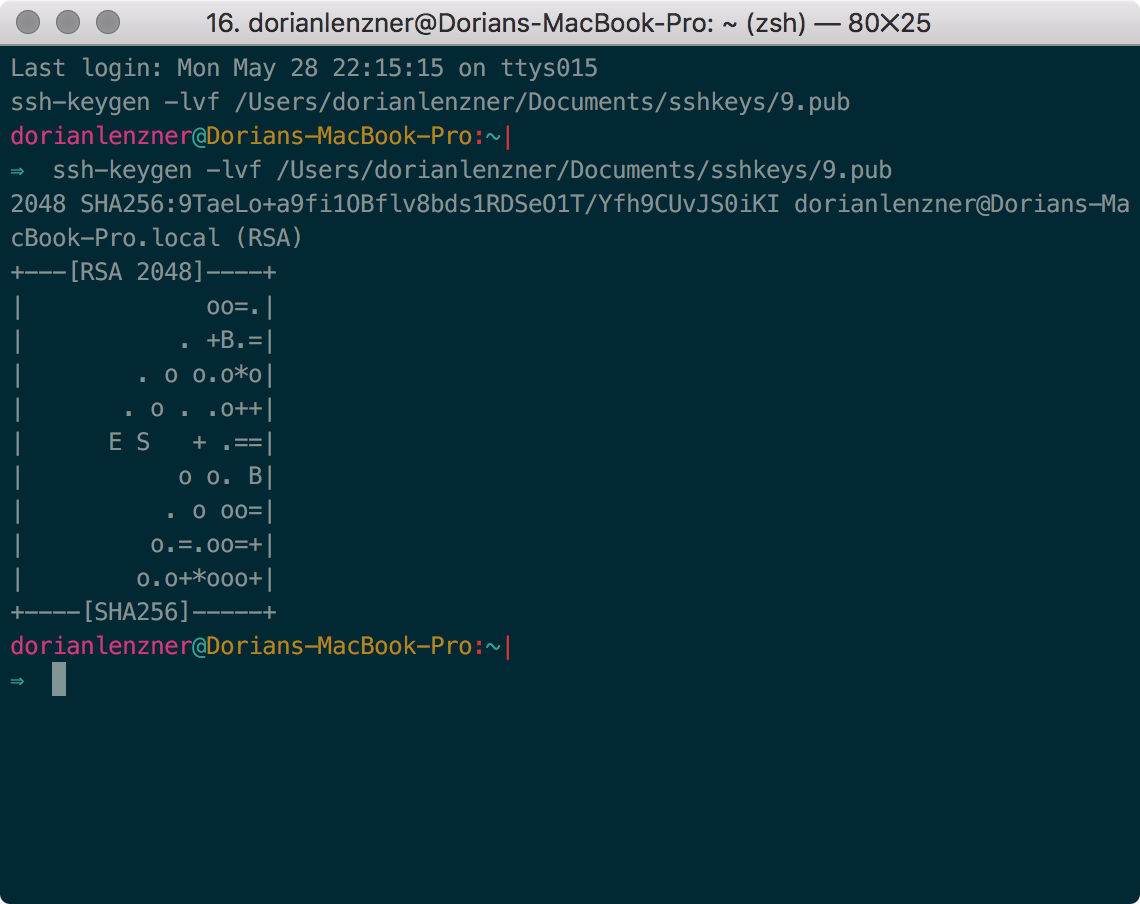 16. dorianlenzner@Dorians-MacBook-Pro: ~ (zsh) — 80×25
Last login: Mon May 28 22:15:15 on ttys015
ssh-keygen -lvf /Users/dorianlenzner/Documents/sshkeys/9.pub
dorianlenzner@Dorians-MacBook-Pro:~|
⇒  ssh-keygen -lvf /Users/dorianlenzner/Documents/sshkeys/9.pub
2048 SHA256:9TaeLo+a9fi1OBflv8bds1RDSeO1T/Yfh9CUvJS0iKI dorianlenzner@Dorians-Ma
cBook-Pro.local (RSA)
+---[RSA 2048]----+
|             oo=.|
|           . +B.=|
|        . o o.o*o|
|       . o . .o++|
|      E S   + .==|
|           o o. B|
|          . o oo=|
|         o.=.oo=+|
|        o.o+*ooo+|
+----[SHA256]-----+
dorianlenzner@Dorians-MacBook-Pro:~|
⇒